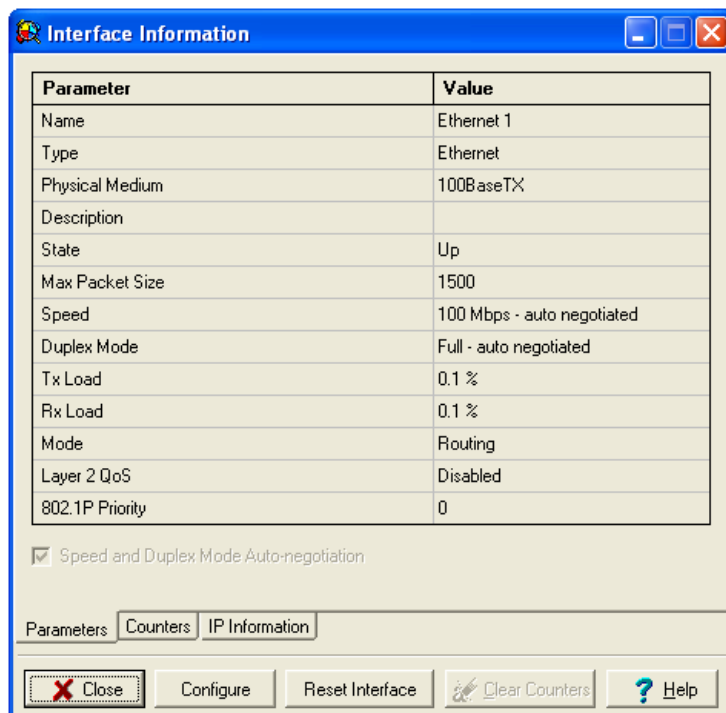 Interface Information
Parameter Value
Name Ethernet 1
Type Ethernet
Physical Medium 100BaseTX
Description
State Up
Max Packet Size 1500
Speed 100 Mbps - auto negotiated
Duplex Mode Full - auto negotiated
Tx Load 0.1 %
Rx Load 0.1 %
Mode Routing
Layer 2 QoS Disabled
802.1P Priority 0
Speed and Duplex Mode Auto-negotiation
Parameters Counters IP Information
Close Configure Reset Interface Clear Counters ? Help